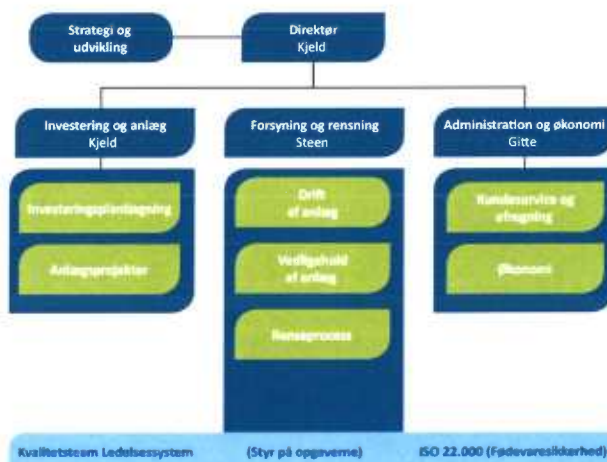 Strategi og
udvikling
Direktør
Kjeld
Investering og anlæg
Kjeld
Forsyning og rensning
Steen
Administration og økonomi
Gitte
Investeringsplanlægning
Anlægsprojekter
Drift
af anlæg
Vedligehold
af anlæg
Renseproces
Kundeservice og
afregning
Økonomi
Kvalitetsteam Ledelsessystem (Styr på opgaverne) ISO 22.000 (Fødevaresikkerhed)